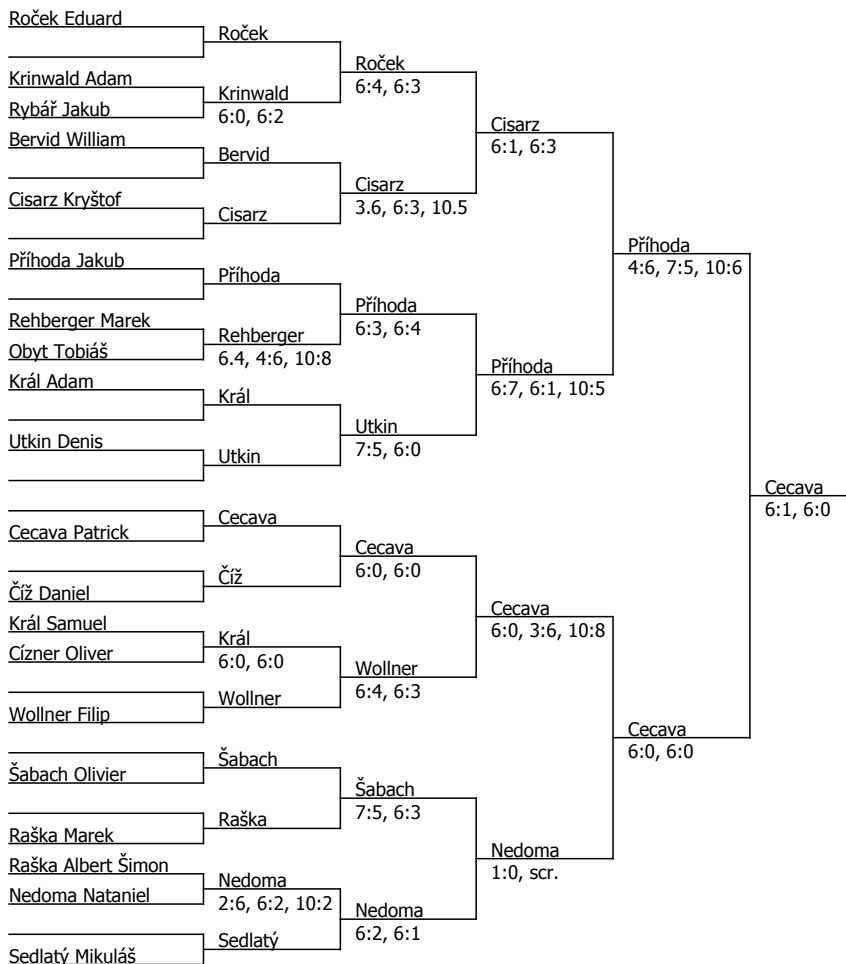 Roček Eduard
Roček
Roček
6:4, 6:3
Krinwald Adam
Krinwald
Rybář Jakub
6:0, 6:2
Cisarz
6:1, 6:3
Bervid William
Bervid
Cisarz
3.6, 6:3, 10.5
Cisarz Kryštof
Cisarz
Příhoda
4:6, 7:5, 10:6
Příhoda Jakub
Příhoda
Příhoda
6:3, 6:4
Rehberger Marek
Rehberger
Obyt Tobiáš
6.4, 4:6, 10:8
Příhoda
6:7, 6:1, 10:5
Král Adam
Král
Utkin
7:5, 6:0
Utkin Denis
Utkin
Cecava
6:1, 6:0
Cecava
Cecava Patrick
Cecava
6:0, 6:0
Číž
Číž Daniel
Cecava
6:0, 3:6, 10:8
Král Samuel
Král
Cízner Oliver
6:0, 6:0
Wollner
6:4, 6:3
Wollner
Wollner Filip
Cecava
6:0, 6:0
Šabach
Šabach Olivier
Šabach
7:5, 6:3
Raška
Raška Marek
Nedoma
1:0, scr.
Raška Albert Šimon
Nedoma
Nedoma Nataniel
2:6, 6:2, 10:2
Nedoma
6:2, 6:1
Sedlatý
Sedlatý Mikuláš